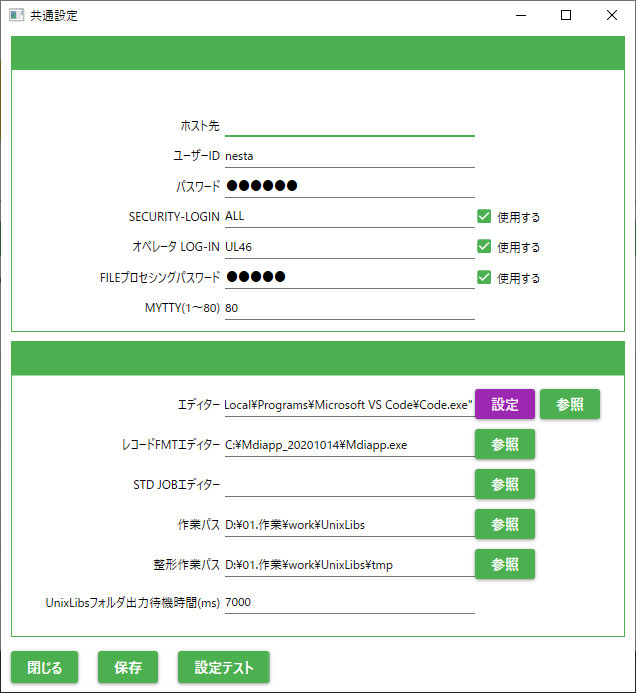 共通設定
ホスト先
ユーザーID nesta
パスワード ●●●●●●
SECURITY-LOGIN ALL 使用する
オペレータ LOG-IN UL46 使用する
FILEプロセシングパスワード ●●●●● 使用する
MYTTY(1～80) 80
エディター Local¥Programs¥Microsoft VS Code¥Code.exe" 設定 参照
レコードFMTエディター C:¥Mdiapp_20201014¥Mdiapp.exe 参照
STD JOBエディター 参照
作業パス D:¥01.作業¥work¥UnixLibs 参照
整形作業パス D:¥01.作業¥work¥UnixLibs¥tmp 参照
UnixLibsフォルダ出力待機時間(ms) 7000
閉じる 保存 設定テスト